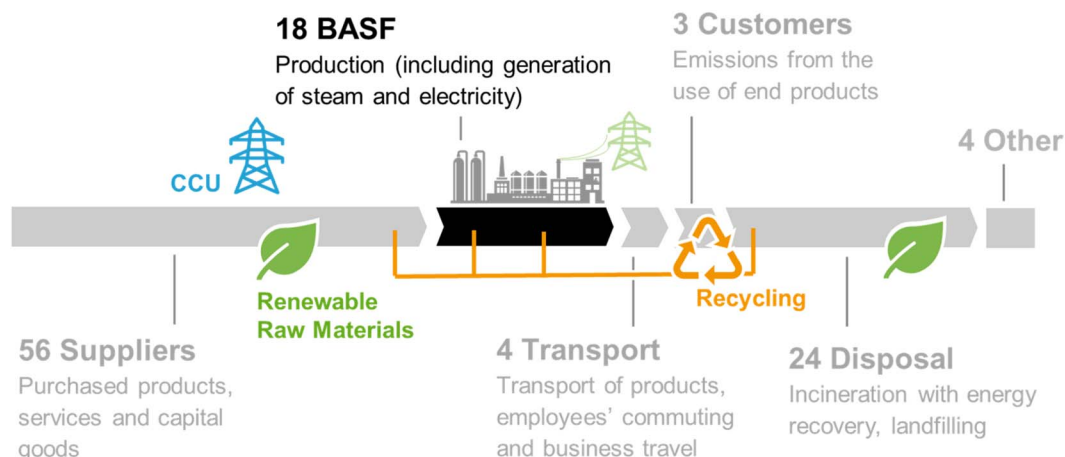 18 BASF
Production (including generation
of steam and electricity)
3 Customers
Emissions from the
use of end products
4 Other
CCU
Renewable
Raw Materials
Recycling
56 Suppliers
Purchased products,
services and capital
goods
4 Transport
Transport of products,
employees’ commuting
and business travel
24 Disposal
Incineration with energy
recovery, landfilling